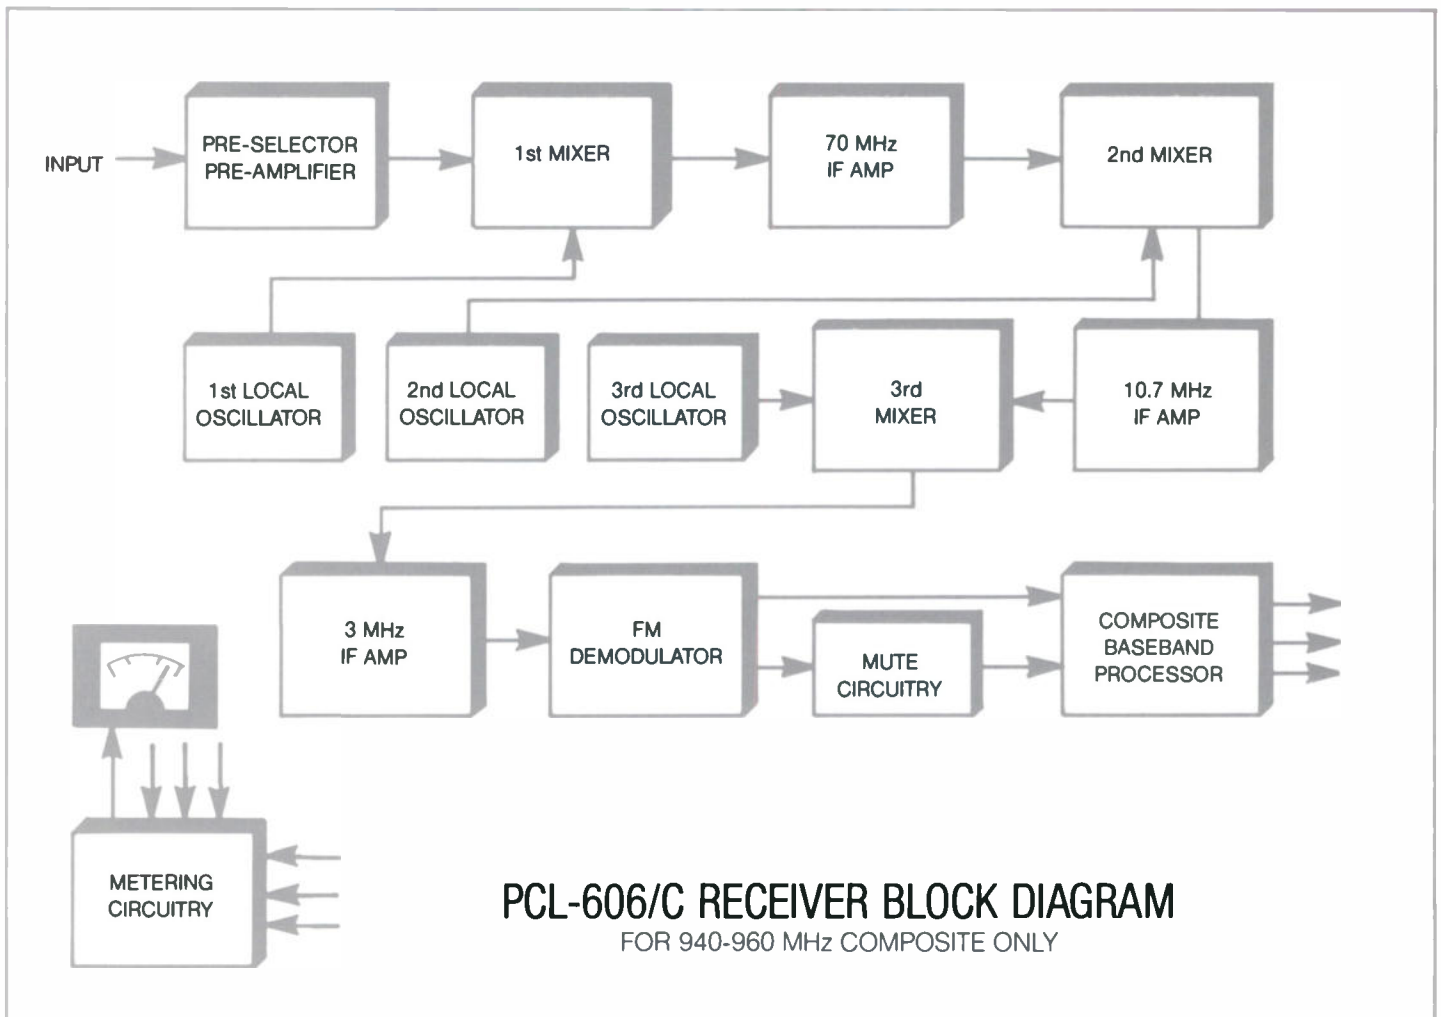 INPUT
PRE-SELECTOR
PRE-AMPLIFIER
1st MIXER
70 MHz
IF AMP
2nd MIXER
1st LOCAL
OSCILLATOR
2nd LOCAL
OSCILLATOR
3rd LOCAL
OSCILLATOR
3rd
MIXER
10.7 MHz
IF AMP
3 MHz
IF AMP
FM
DEMODULATOR
MUTE
CIRCUITRY
COMPOSITE
BASEBAND
PROCESSOR
METERING
CIRCUITRY
PCL-606/C RECEIVER BLOCK DIAGRAM
FOR 940-960 MHz COMPOSITE ONLY